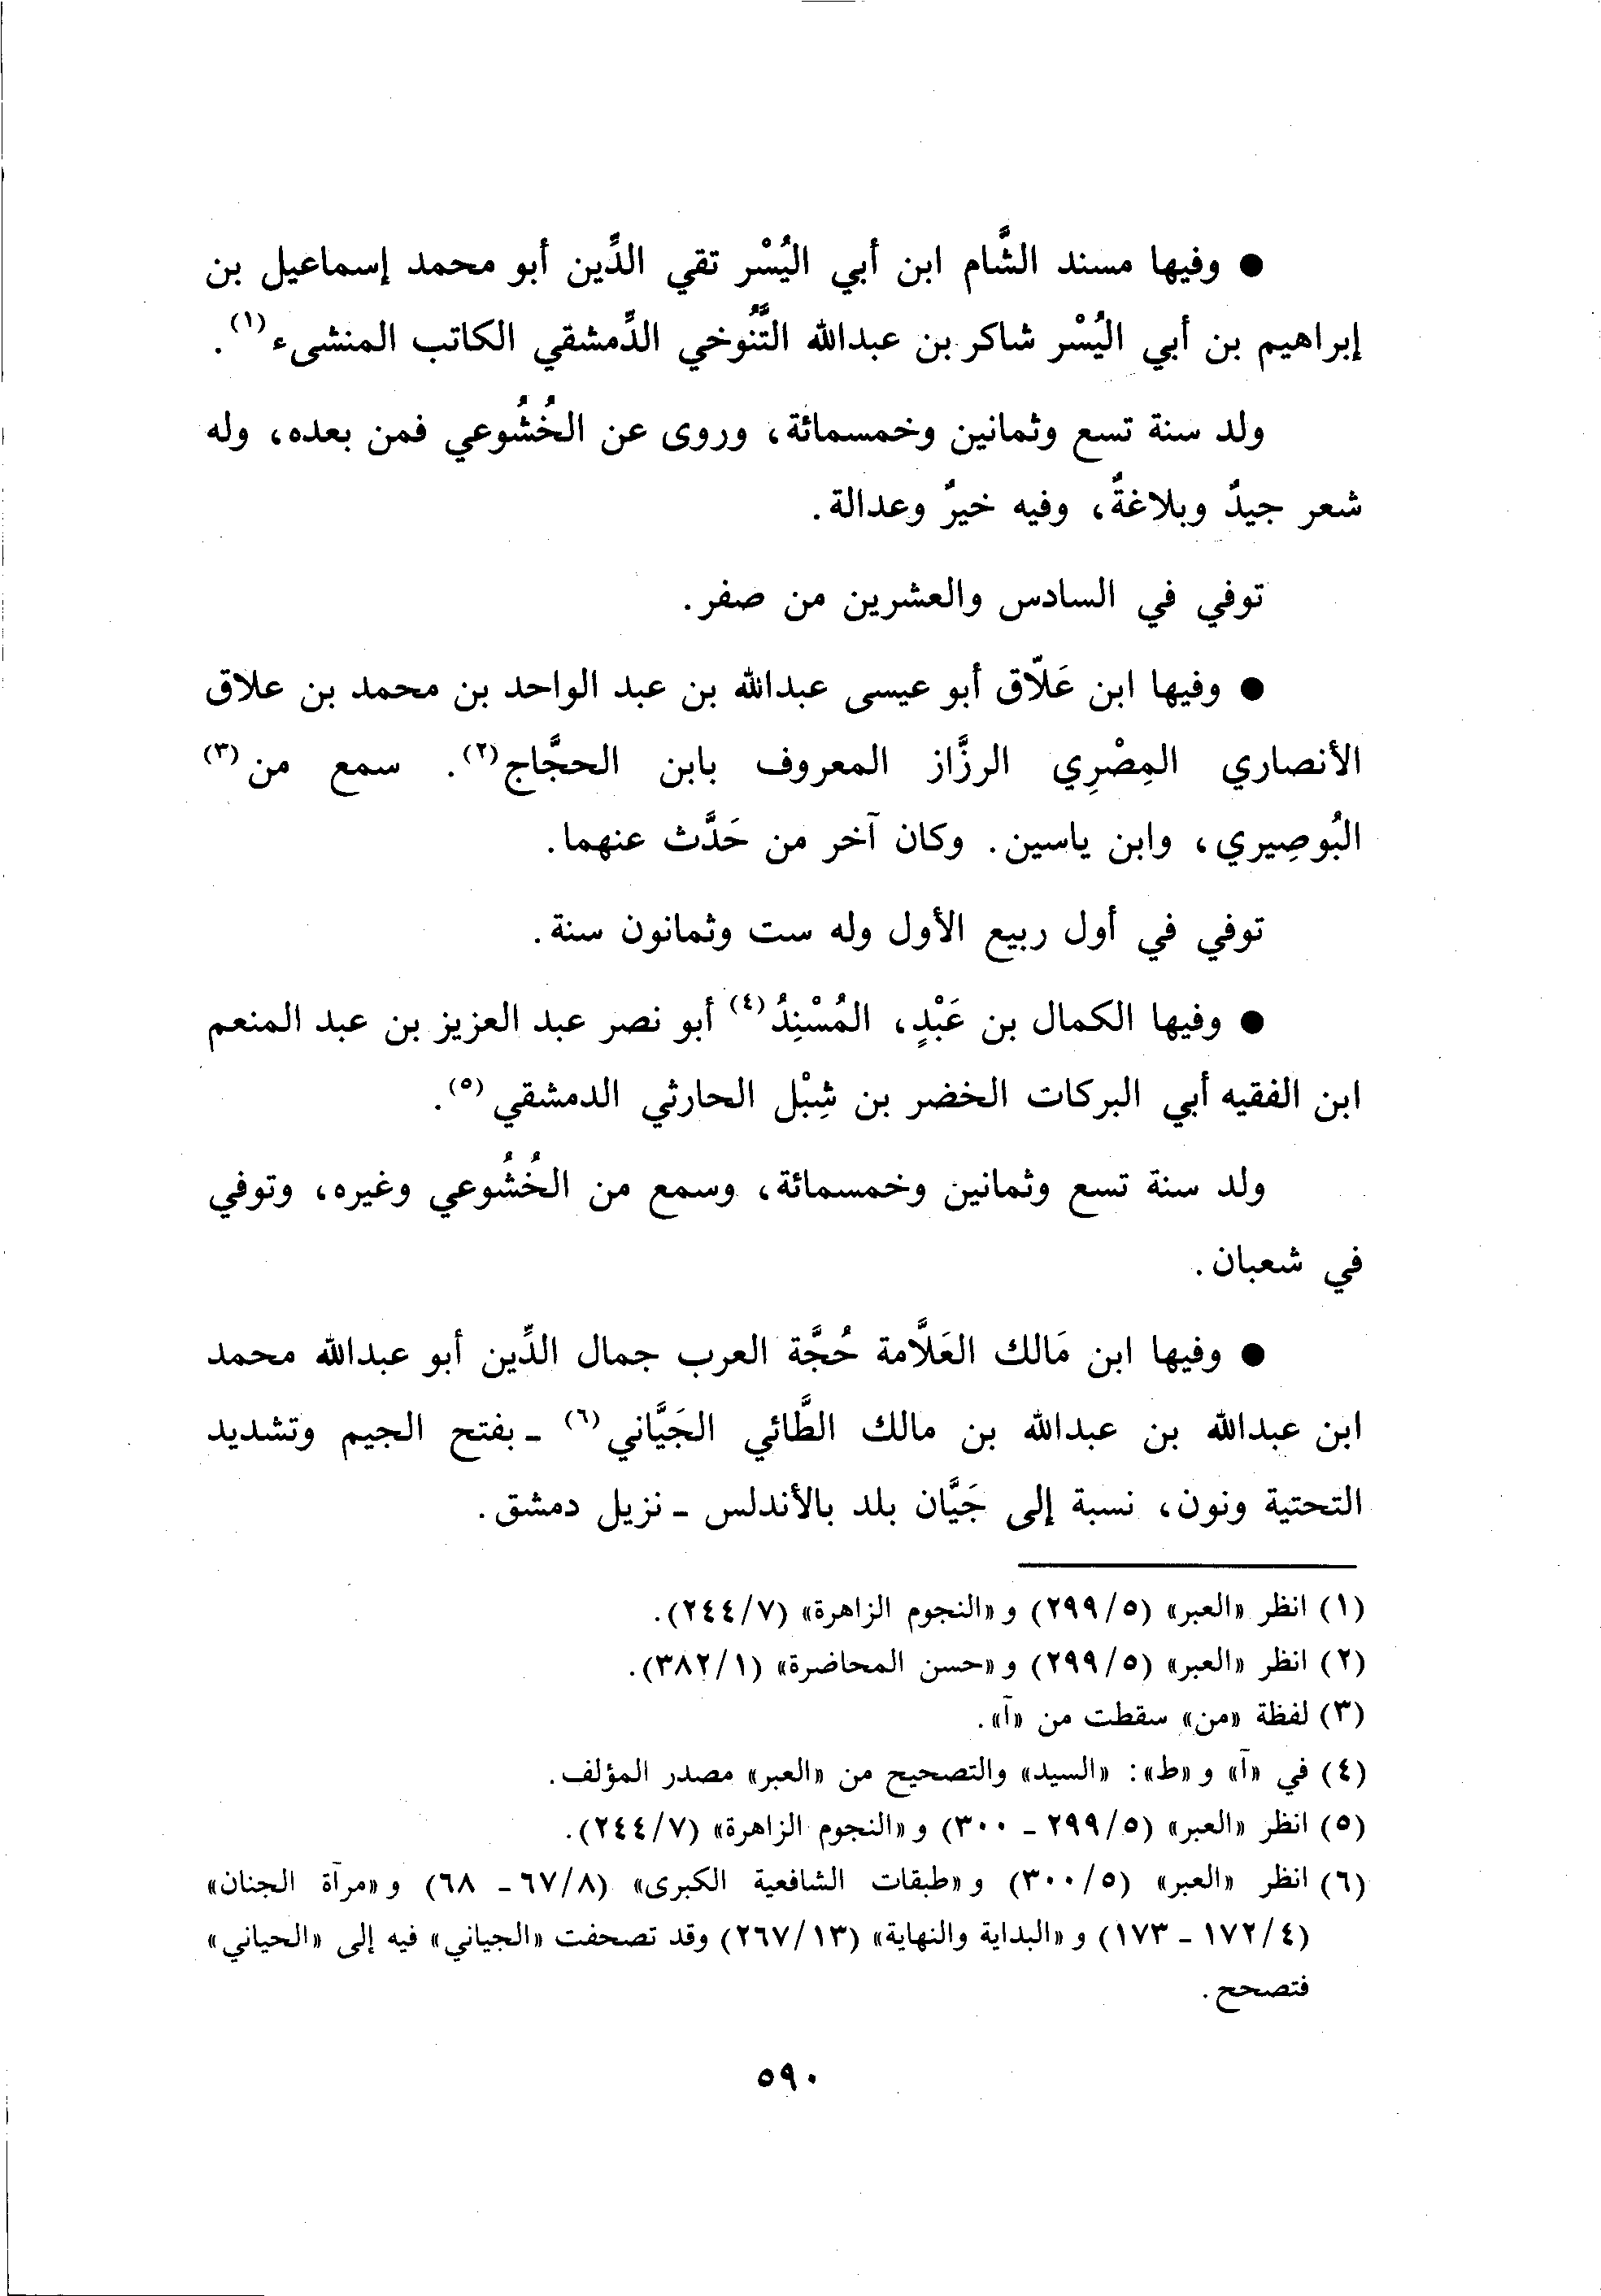 ● وفيها مسند الشَّام ابن أبي اليُسْر تقي الدِّين أبو محمد إسماعيل بن
إبراهيم بن أبي اليُسْر شاكر بن عبدالله التَّنُوخي الدِّمشقي الكاتب المنشىء(١).
ولد سنة تسع وثمانين وخمسمائة، وروى عن الخُشُوعي فمن بعده، وله
شعر جيدٌ وبلاغةٌ، وفيه خيرٌ وعدالة.
توفي في السادس والعشرين من صفر.
● وفيها ابن عَلّاق أبو عيسى عبدالله بن عبد الواحد بن محمد بن علاق
الأنصاري المِصْرِي الرزَّاز المعروف بابن الحجَّاج(٢). سمع من(٣)
البُوصِيري، وابن ياسين. وكان آخر من حَدَّث عنهما.
توفي في أول ربيع الأول وله ست وثمانون سنة.
● وفيها الكمال بن عَبْدٍ، المُسْنِدُ(٤) أبو نصر عبد العزيز بن عبد المنعم
ابن الفقيه أبي البركات الخضر بن شِبْل الحارثي الدمشقي(٥).
ولد سنة تسع وثمانين وخمسمائة، وسمع من الخُشُوعي وغيره، وتوفي
في شعبان.
● وفيها ابن مَالك العَلَّامة حُجَّة العرب جمال الدِّين أبو عبدالله محمد
ابن عبدالله بن عبدالله بن مالك الطَّائي الجَيَّاني(٦) ـ بفتح الجيم وتشديد
التحتية ونون، نسبة إلى جَيَّان بلد بالأندلس ـ نزيل دمشق.
(١) انظر «العبر» (٢٩٩/٥) و«النجوم الزاهرة» (٢٤٤/٧).
(٢) انظر «العبر» (٢٩٩/٥) و«حسن المحاضرة» (٣٨٢/١).
(٣) لفظة «من» سقطت من «آ».
(٤) في «آ» و«ط»: «السيد» والتصحيح من «العبر» مصدر المؤلف.
(٥) انظر «العبر» (٢٩٩/٥ ـ ٣٠٠) و«النجوم الزاهرة» (٢٤٤/٧).
(٦) انظر «العبر» (٣٠٠/٥) و«طبقات الشافعية الكبرى» (٦٧/٨ ـ ٦٨) و«مرآة الجنان»
(١٧٢/٤ ـ ١٧٣) و«البداية والنهاية» (٢٦٧/١٣) وقد تصحفت «الجياني» فيه إلى «الحياني»
فتصحح.
٥٩٠